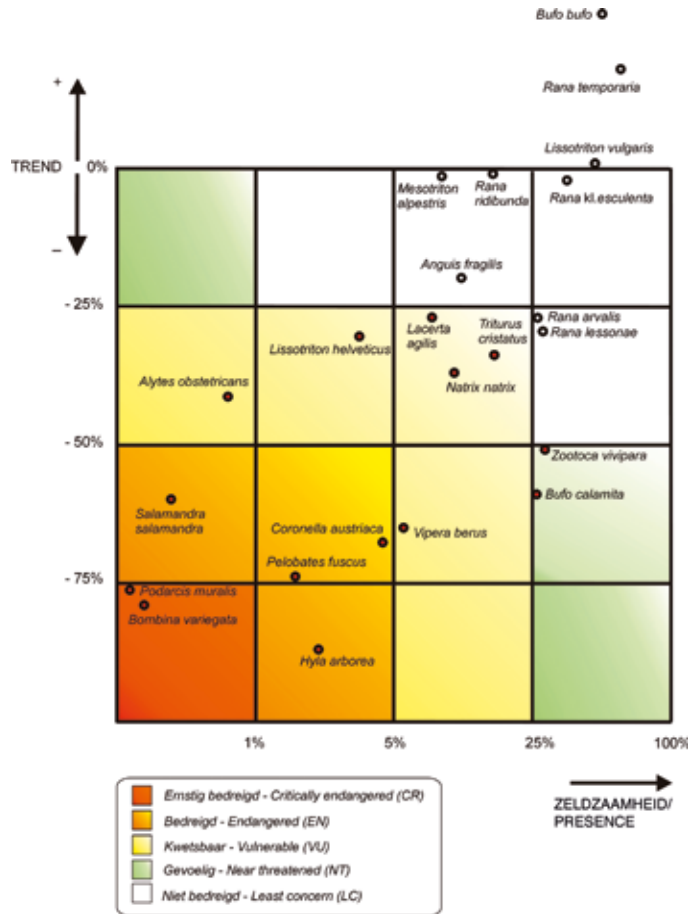 Bufo bufo
Rana temporaria
+
Lissotriton vulgaris
TREND 0%
Mesotriton
alpestris
Rana
ridibunda
Rana kl.esculenta
–
Anguis fragilis
- 25%
Lacerta
agilis
Triturus
cristatus
Rana arvalis
Rana lessonae
Lissotriton helveticus
Alytes obstetricans
Natrix natrix
- 50%
Zootoca vivipara
Bufo calamita
Salamandra
salamandra
Coronella austriaca
Vipera berus
Pelobates fuscus
- 75%
Podarcis muralis
Bombina variegata
Hyla arborea
1% 5% 25% 100%
ZELDZAAMHEID/
PRESENCE
Ernstig bedreigd - Critically endangered (CR)
Bedreigd - Endangered (EN)
Kwetsbaar - Vulnerable (VU)
Gevoelig - Near threatened (NT)
Niet bedreigd - Least concern (LC)